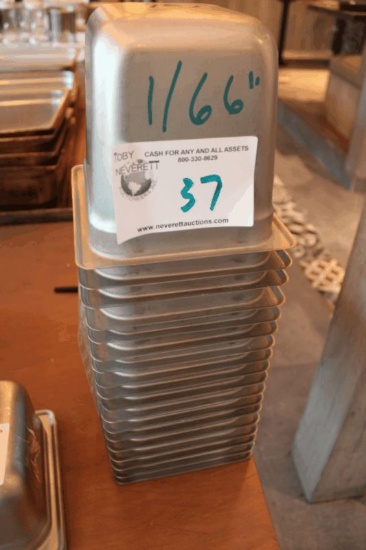 1/6 6"
TOBY
NEVERETT
CASH FOR ANY AND ALL ASSETS
800-330-8629
37
www.neverettauctions.com